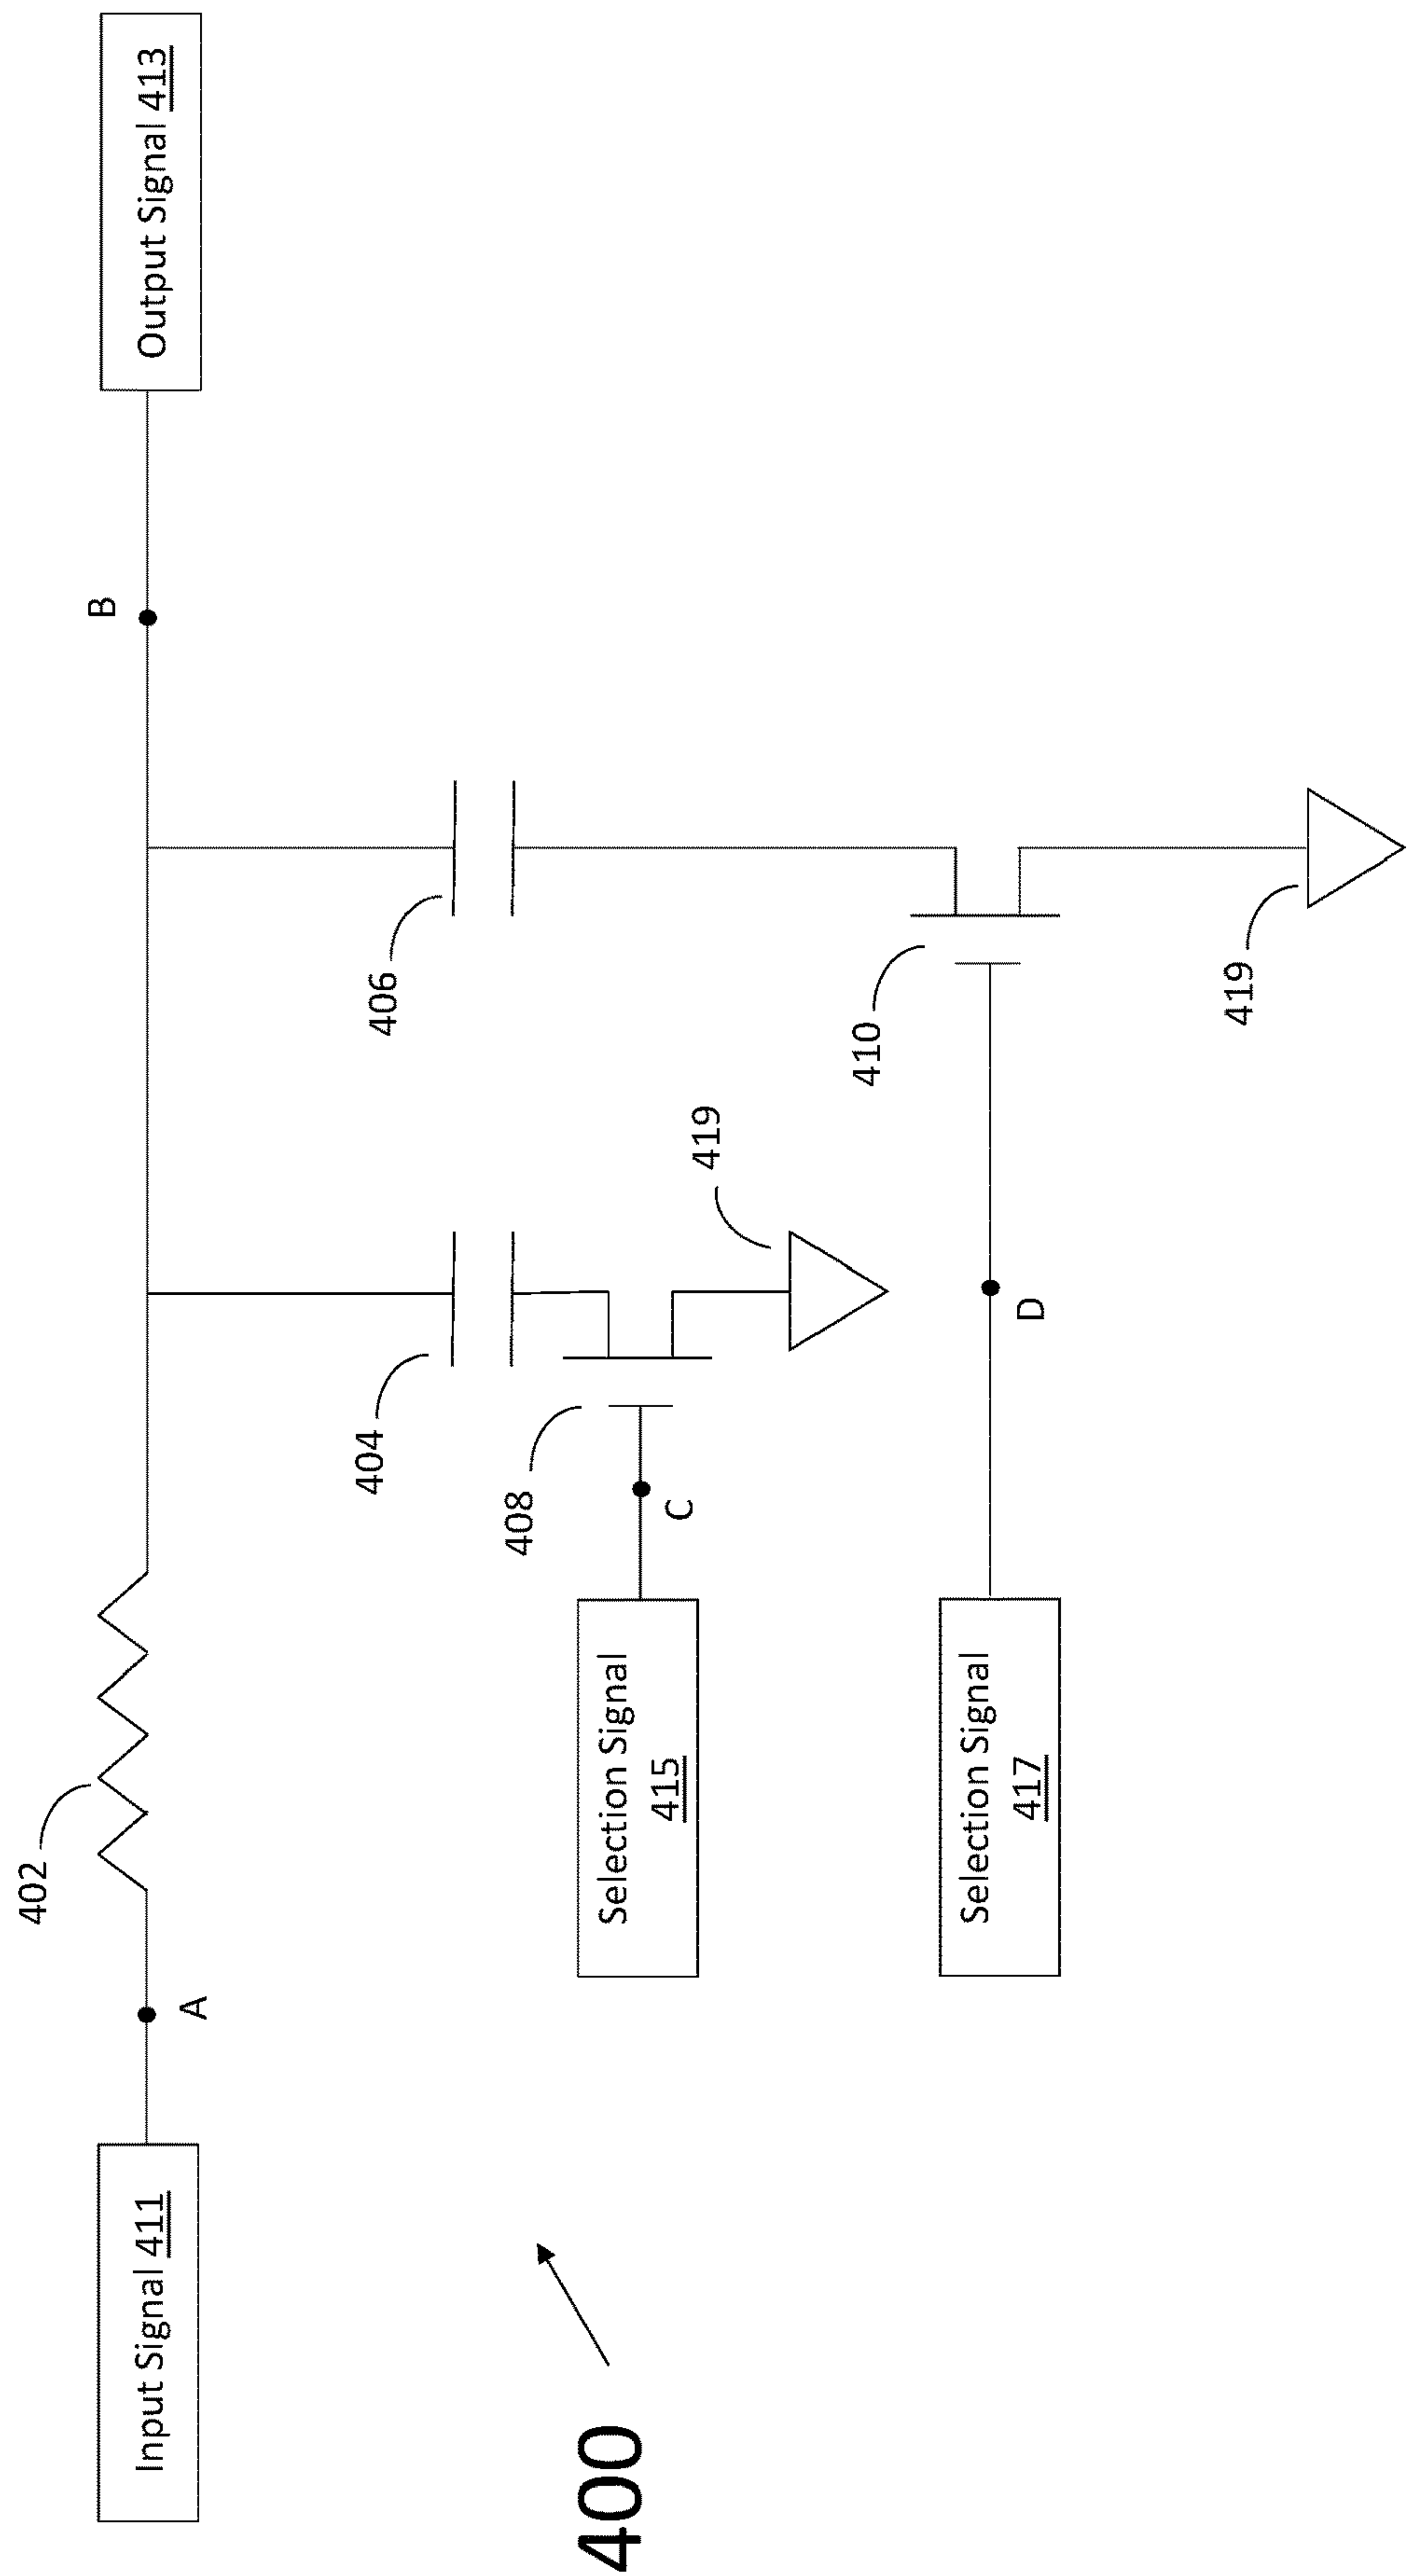 402
Input Signal 411
A
B
Output Signal 413
404
406
408
C
419
Selection Signal
415
410
D
Selection Signal
417
419
400